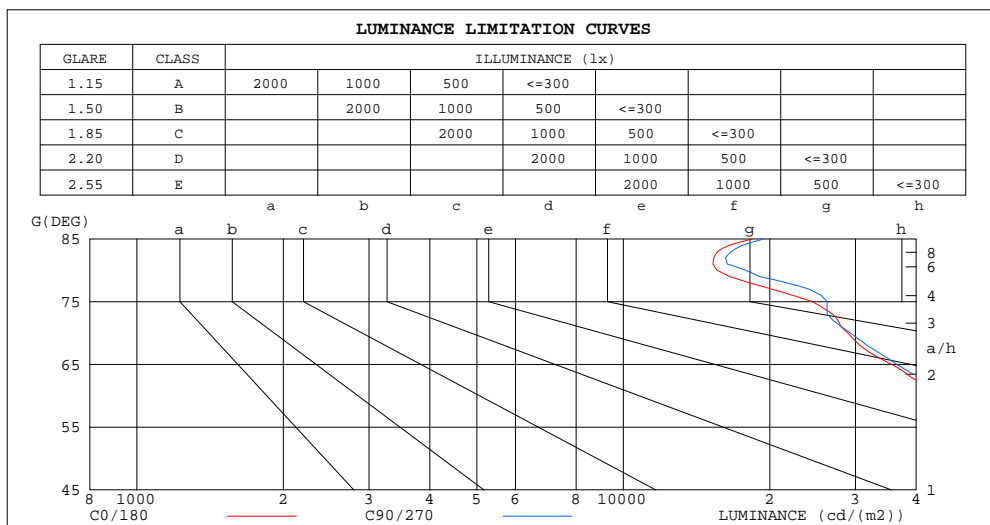 LUMINANCE LIMITATION CURVES
GLARE CLASS ILLUMINANCE (lx)
1.15 A 2000 1000 500 <=300
1.50 B 2000 1000 500 <=300
1.85 C 2000 1000 500 <=300
2.20 D 2000 1000 500 <=300
2.55 E 2000 1000 500 <=300
a b c d e f g h
G(DEG)
a b c d e f g h
85
8
6
75 4
3
a/h
65 2
55
45 1
8 1000 2 3 4 5 6 8 10000 2 3 4
C0/180 C90/270 LUMINANCE (cd/(m2))